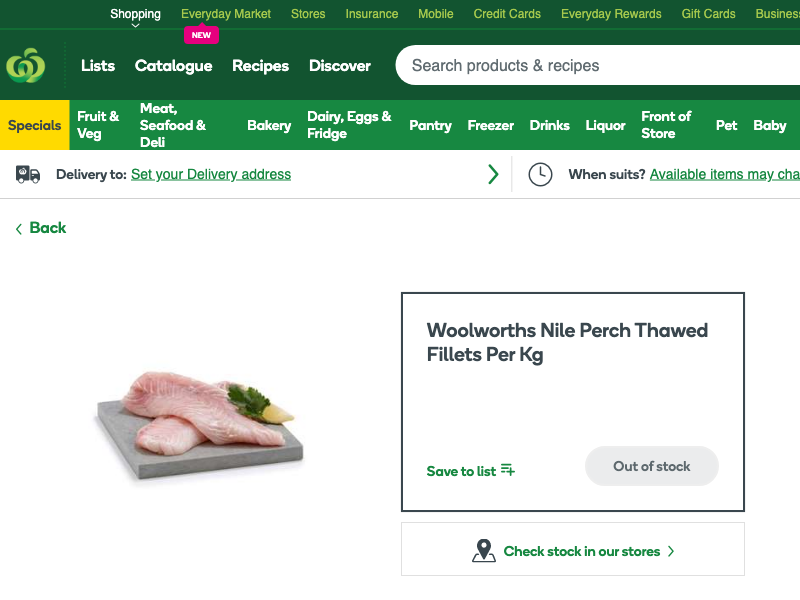 Shopping Everyday Market Stores Insurance Mobile Credit Cards Everyday Rewards Gift Cards Business
NEW
Lists Catalogue Recipes Discover Search products & recipes
Specials
Fruit &
Veg
Meat,
Seafood &
Deli
Bakery
Dairy, Eggs &
Fridge
Pantry
Freezer
Drinks
Liquor
Front of
Store
Pet
Baby
Delivery to: Set your Delivery address
When suits? Available items may cha
Back
Woolworths Nile Perch Thawed
Fillets Per Kg
Save to list
Out of stock
Check stock in our stores